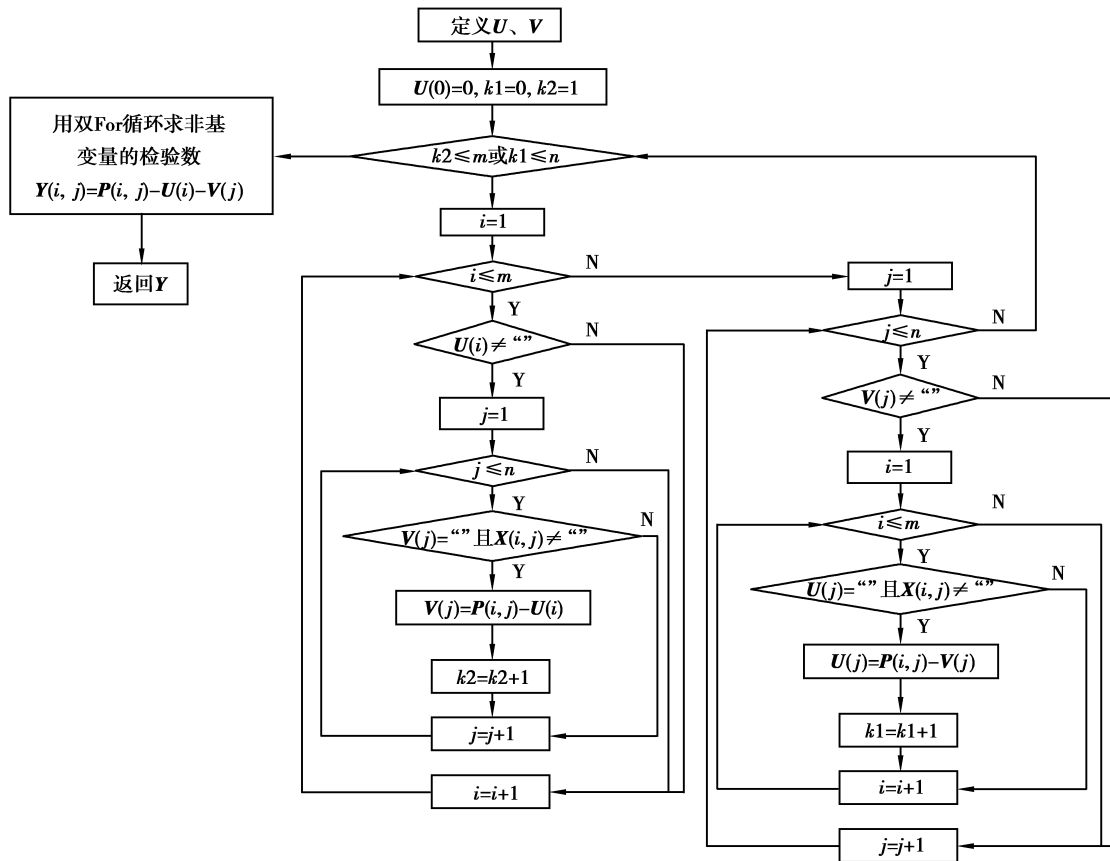 定义U、V
U(0)=0, k1=0, k2=1
用双For循环求非基
变量的检验数
Y(i, j)=P(i, j)−U(i)−V(j)
返回Y
k2≤m或k1≤n
i=1
i≤m
N
Y
U(i)≠“”
N
Y
j=1
j≤n
N
Y
V(j)=“”且X(i, j)≠“”
N
Y
V(j)=P(i, j)−U(i)
k2=k2+1
j=j+1
i=i+1
j=1
j≤n
N
Y
V(j)≠“”
N
Y
i=1
i≤m
N
Y
U(j)=“”且X(i, j)≠“”
N
Y
U(j)=P(i, j)−V(j)
k1=k1+1
i=i+1
j=j+1